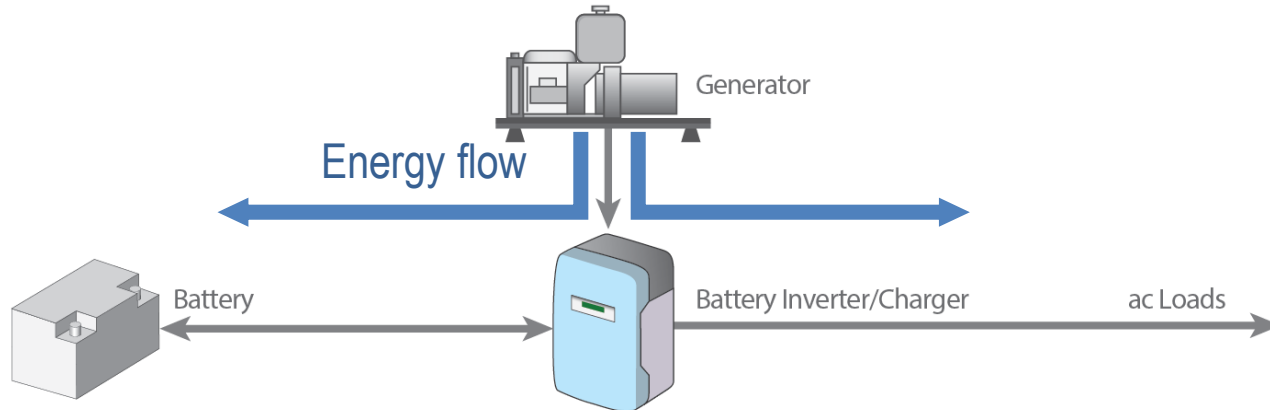 Generator
Energy flow
Battery
Battery Inverter/Charger
ac Loads